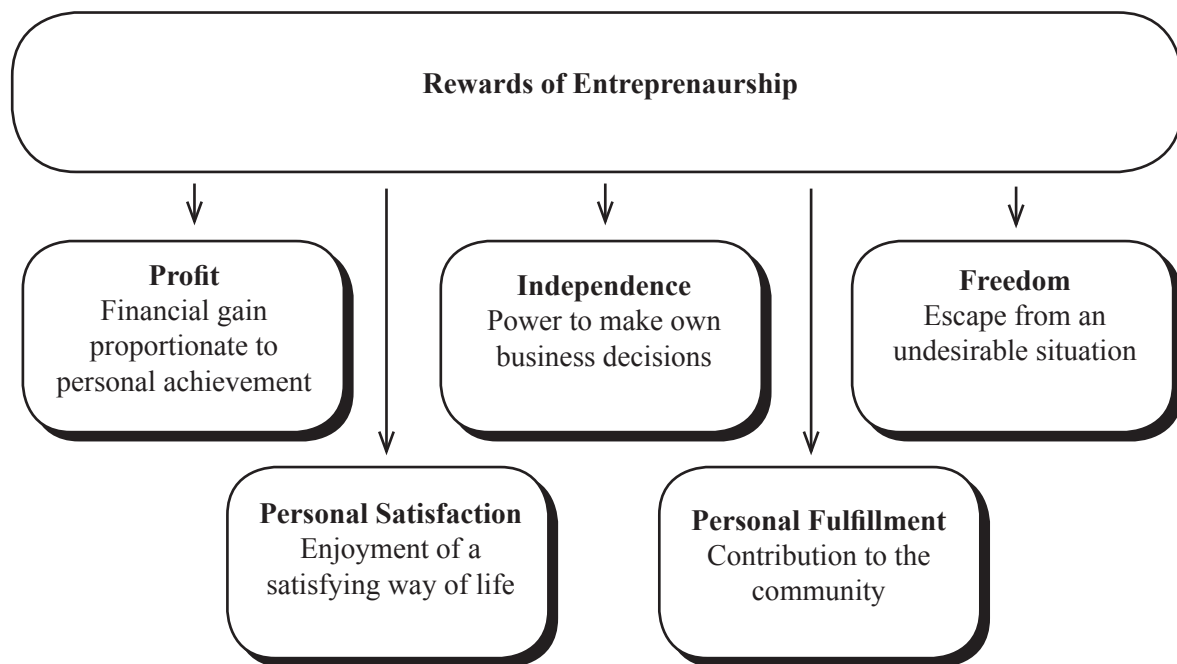 Rewards of Entreprenaurship
Profit
Financial gain
proportionate to
personal achievement
Independence
Power to make own
business decisions
Freedom
Escape from an
undesirable situation
Personal Satisfaction
Enjoyment of a
satisfying way of life
Personal Fulfillment
Contribution to the
community